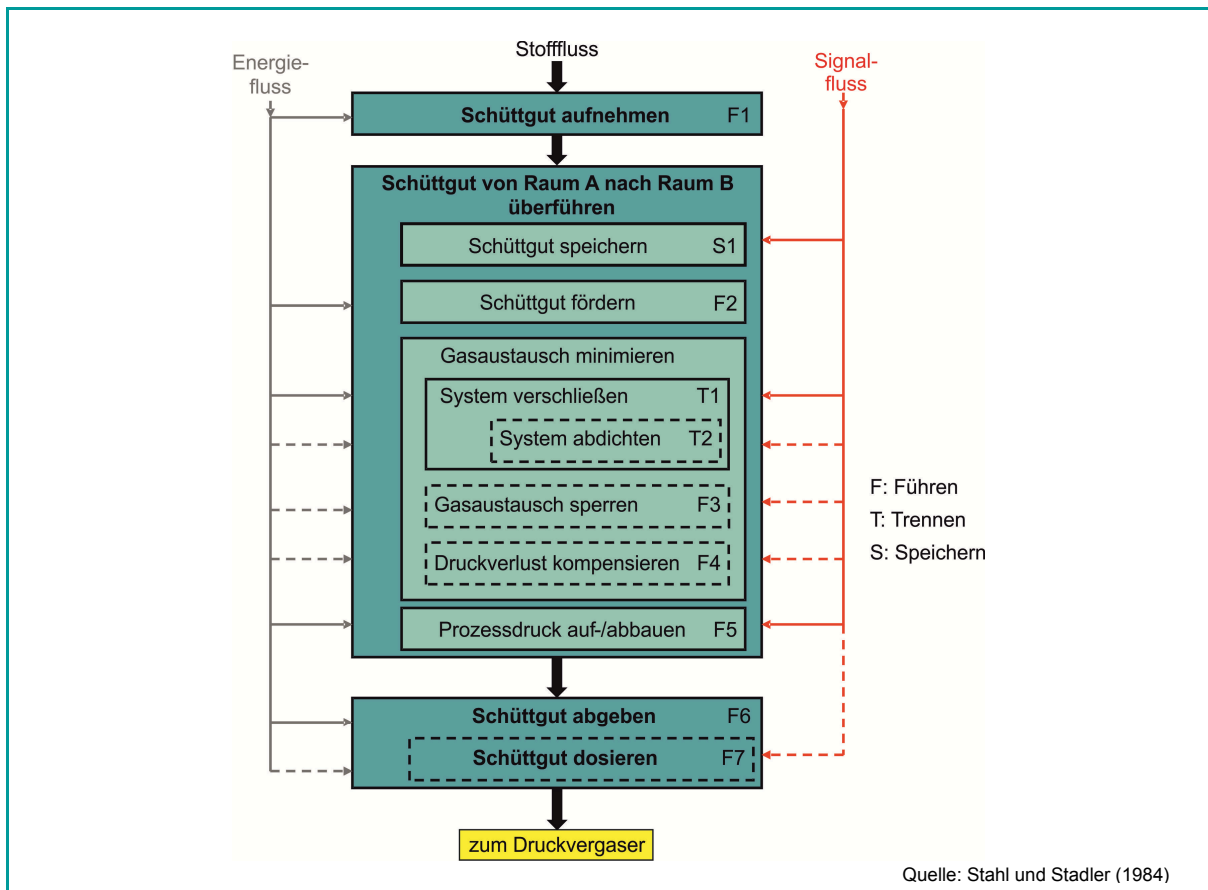 Stofffluss
Energie-
fluss
Signal-
fluss
Schüttgut aufnehmen F1
Schüttgut von Raum A nach Raum B
überführen
Schüttgut speichern S1
Schüttgut fördern F2
Gasaustausch minimieren
System verschließen T1
System abdichten T2
Gasaustausch sperren F3
Druckverlust kompensieren F4
Prozessdruck auf-/abbauen F5
F: Führen
T: Trennen
S: Speichern
Schüttgut abgeben F6
Schüttgut dosieren F7
zum Druckvergaser
Quelle: Stahl und Stadler (1984)